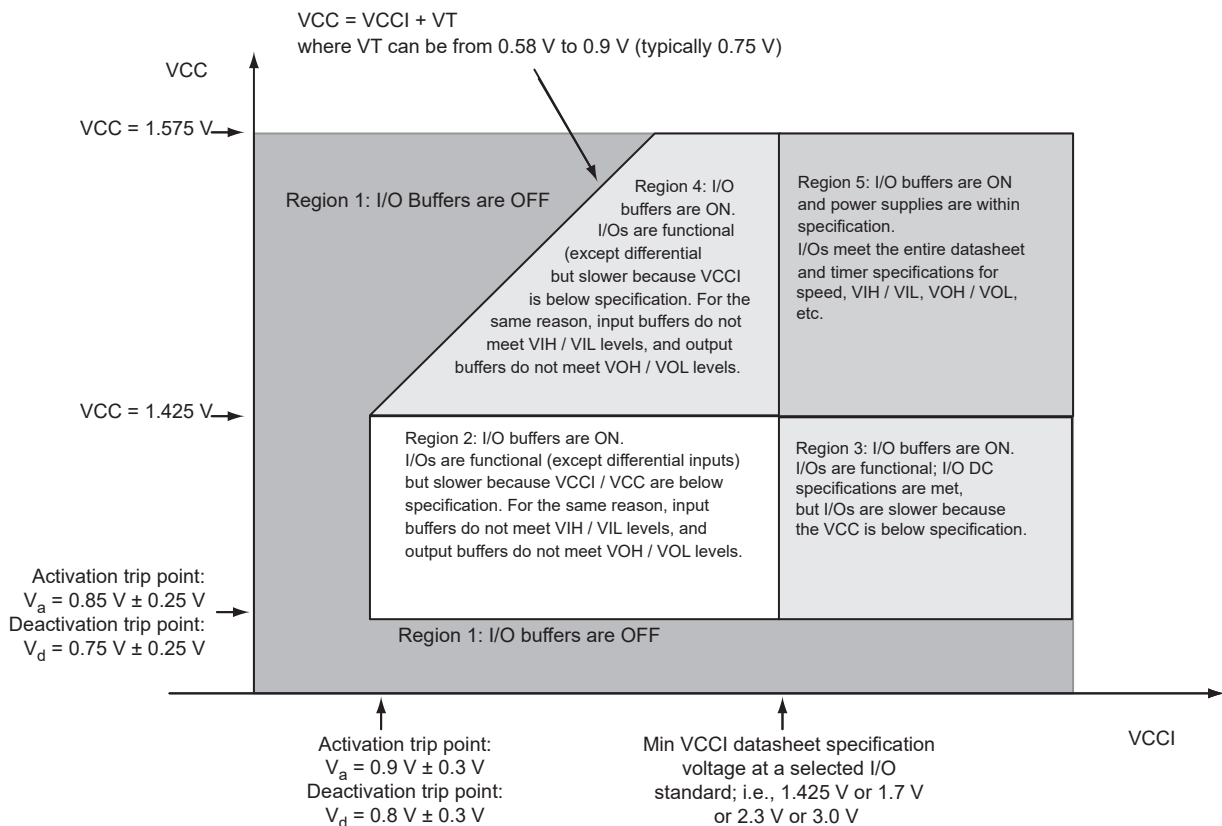 VCC = VCCI + VT
where VT can be from 0.58 V to 0.9 V (typically 0.75 V)
VCC
VCC = 1.575 V
Region 1: I/O Buffers are OFF
Region 4: I/O
buffers are ON.
I/Os are functional
(except differential
but slower because VCCI
is below specification. For the
same reason, input buffers do not
meet VIH / VIL levels, and output
buffers do not meet VOH / VOL levels.
Region 5: I/O buffers are ON
and power supplies are within
specification.
I/Os meet the entire datasheet
and timer specifications for
speed, VIH / VIL, VOH / VOL,
etc.
VCC = 1.425 V
Region 2: I/O buffers are ON.
I/Os are functional (except differential inputs)
but slower because VCCI / VCC are below
specification. For the same reason, input
buffers do not meet VIH / VIL levels, and
output buffers do not meet VOH / VOL levels.
Region 3: I/O buffers are ON.
I/Os are functional; I/O DC
specifications are met,
but I/Os are slower because
the VCC is below specification.
Activation trip point:
Va = 0.85 V ± 0.25 V
Deactivation trip point:
Vd = 0.75 V ± 0.25 V
Region 1: I/O buffers are OFF
Activation trip point:
Va = 0.9 V ± 0.3 V
Deactivation trip point:
Vd = 0.8 V ± 0.3 V
Min VCCI datasheet specification
voltage at a selected I/O
standard; i.e., 1.425 V or 1.7 V
or 2.3 V or 3.0 V
VCCI